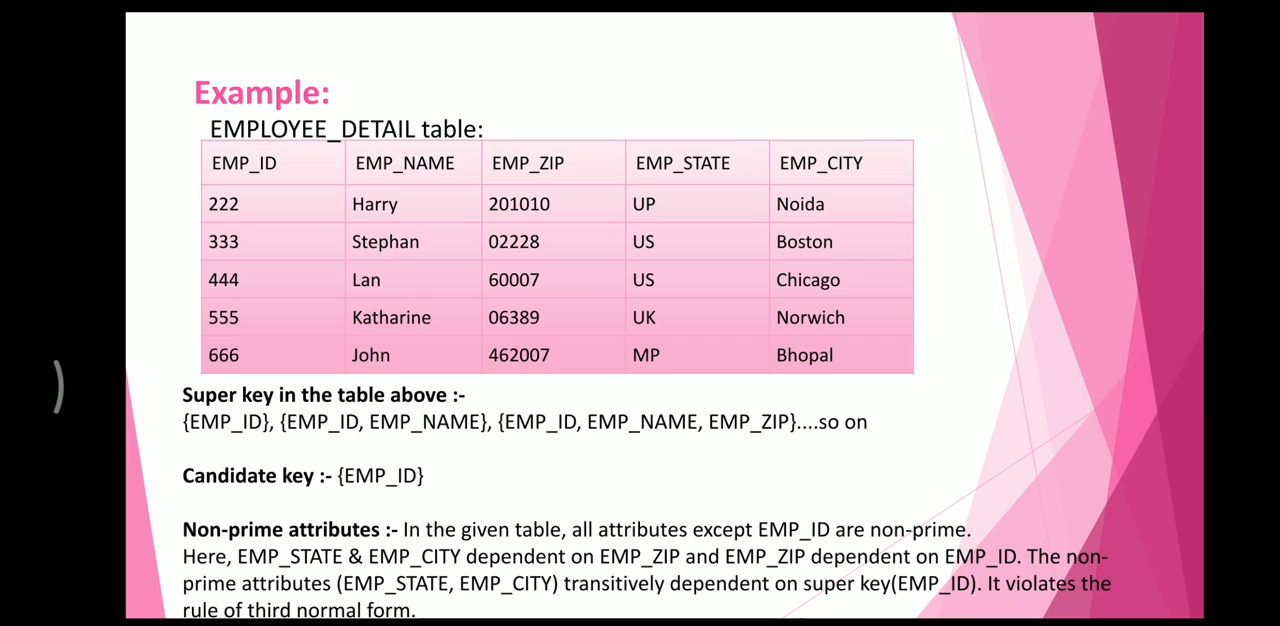 Example:
EMPLOYEE_DETAIL table:
EMP_ID EMP_NAME EMP_ZIP EMP_STATE EMP_CITY
222 Harry 201010 UP Noida
333 Stephan 02228 US Boston
444 Lan 60007 US Chicago
555 Katharine 06389 UK Norwich
666 John 462007 MP Bhopal
Super key in the table above :-
{EMP_ID}, {EMP_ID, EMP_NAME}, {EMP_ID, EMP_NAME, EMP_ZIP}....so on
Candidate key :- {EMP_ID}
Non-prime attributes :- In the given table, all attributes except EMP_ID are non-prime.
Here, EMP_STATE & EMP_CITY dependent on EMP_ZIP and EMP_ZIP dependent on EMP_ID. The non-
prime attributes (EMP_STATE, EMP_CITY) transitively dependent on super key(EMP_ID). It violates the
rule of third normal form.